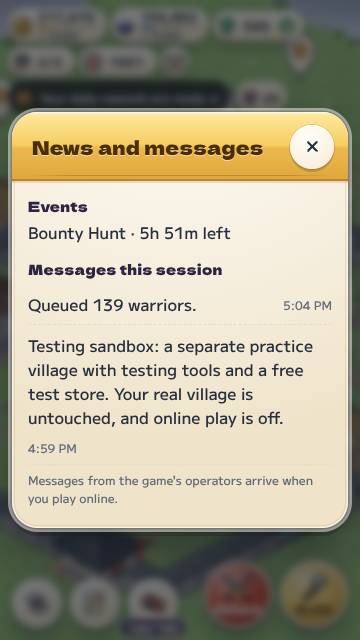 News and messages
Events
Bounty Hunt · 5h 51m left
Messages this session
Queued 139 warriors.
5:04 PM
Testing sandbox: a separate practice
village with testing tools and a free
test store. Your real village is
untouched, and online play is off.
4:59 PM
Messages from the game's operators arrive when
you play online.